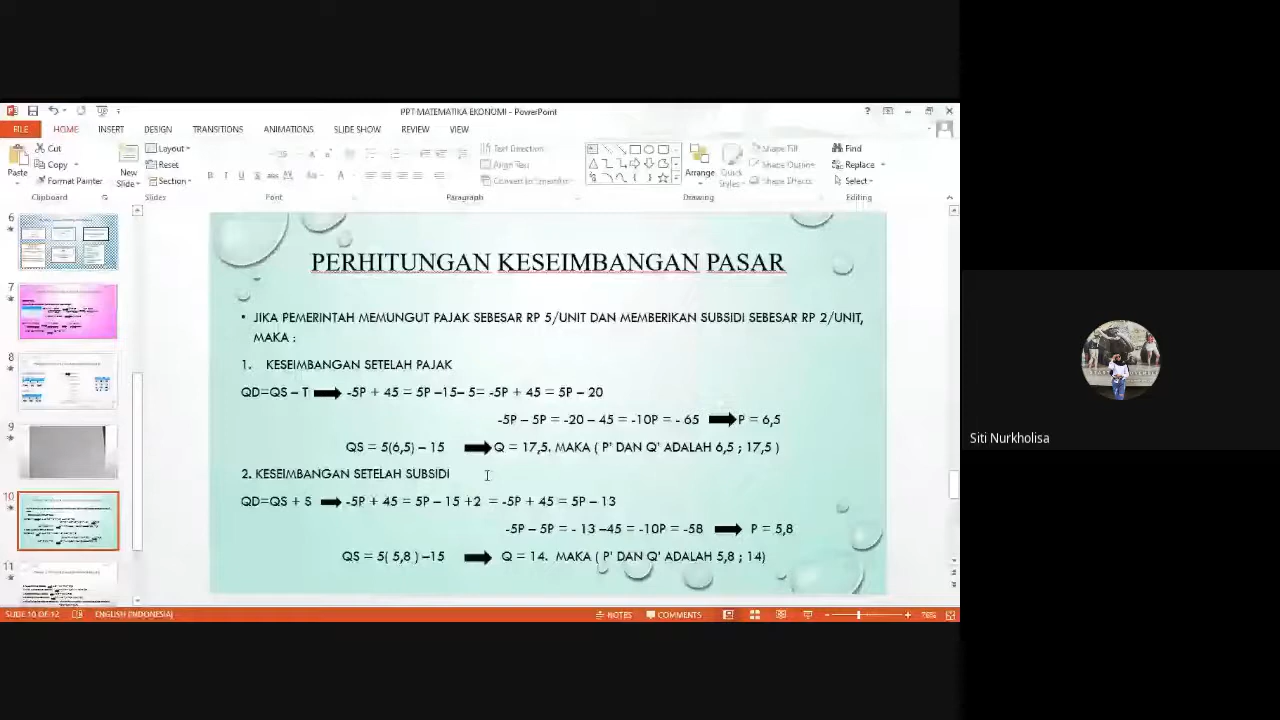 PPT MATEMATIKA EKONOMI - PowerPoint
FILE HOME INSERT DESIGN TRANSITIONS ANIMATIONS SLIDE SHOW REVIEW VIEW
Paste
Cut
Copy
Format Painter
Clipboard
New
Slide
Layout
Reset
Section
Slides
Font
Text Direction
Align Text
Convert to SmartArt
Paragraph
Arrange
Quick
Styles
Shape Fill
Shape Outline
Shape Effects
Drawing
Find
Replace
Select
Editing
6
7
8
9
10
11
PERHITUNGAN KESEIMBANGAN PASAR
• JIKA PEMERINTAH MEMUNGUT PAJAK SEBESAR RP 5/UNIT DAN MEMBERIKAN SUBSIDI SEBESAR RP 2/UNIT,
MAKA :
1. KESEIMBANGAN SETELAH PAJAK
QD=QS – T ➡ -5P + 45 = 5P –15– 5= -5P + 45 = 5P – 20
-5P – 5P = -20 – 45 = -10P = - 65 ➡ P = 6,5
QS = 5(6,5) – 15 ➡ Q = 17,5. MAKA ( P' DAN Q' ADALAH 6,5 ; 17,5 )
2. KESEIMBANGAN SETELAH SUBSIDI
QD=QS + S ➡ -5P + 45 = 5P – 15 +2 = -5P + 45 = 5P – 13
-5P – 5P = - 13 –45 = -10P = -58 ➡ P = 5,8
QS = 5( 5,8 ) –15 ➡ Q = 14. MAKA ( P' DAN Q' ADALAH 5,8 ; 14)
SLIDE 10 OF 12 ENGLISH (INDONESIA) NOTES COMMENTS 78%
Siti Nurkholisa